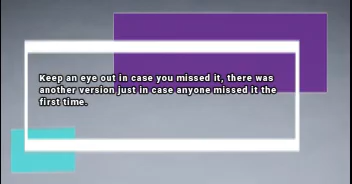 Keep an eye out in case you missed it, there was
another version just in case anyone missed it the
first time.